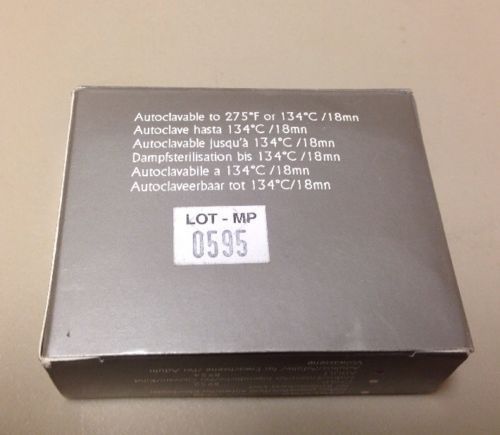 Autoclavable to 275°F or 134°C /18mn
Autoclave hasta 134°C /18mn
Autoclavable jusqu'à 134°C /18mn
Dampfsterilisation bis 134°C /18mn
Autoclavabile a 134°C /18mn
Autoclaveerbaar tot 134°C/18mn
LOT - MP
0595